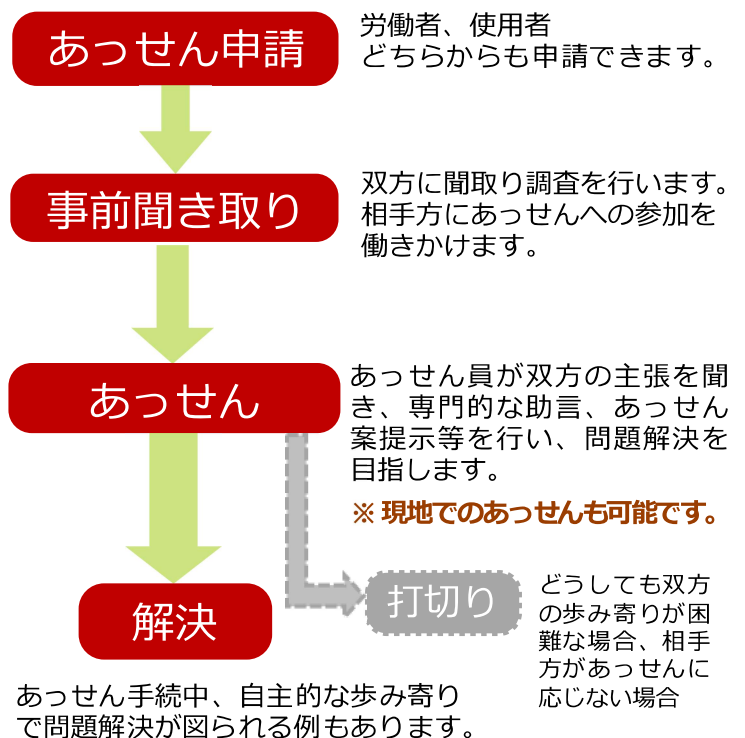 あっせん申請
労働者、使用者
どちらからも申請できます。
事前聞き取り
双方に聞取り調査を行います。
相手方にあっせんへの参加を
働きかけます。
あっせん
あっせん員が双方の主張を聞
き、専門的な助言、あっせん
案提示等を行い、問題解決を
目指します。
※ 現地でのあっせんも可能です。
打切り
どうしても双方
の歩み寄りが困
難な場合、相手
方があっせんに
応じない場合
解決
あっせん手続中、自主的な歩み寄り
で問題解決が図られる例もあります。